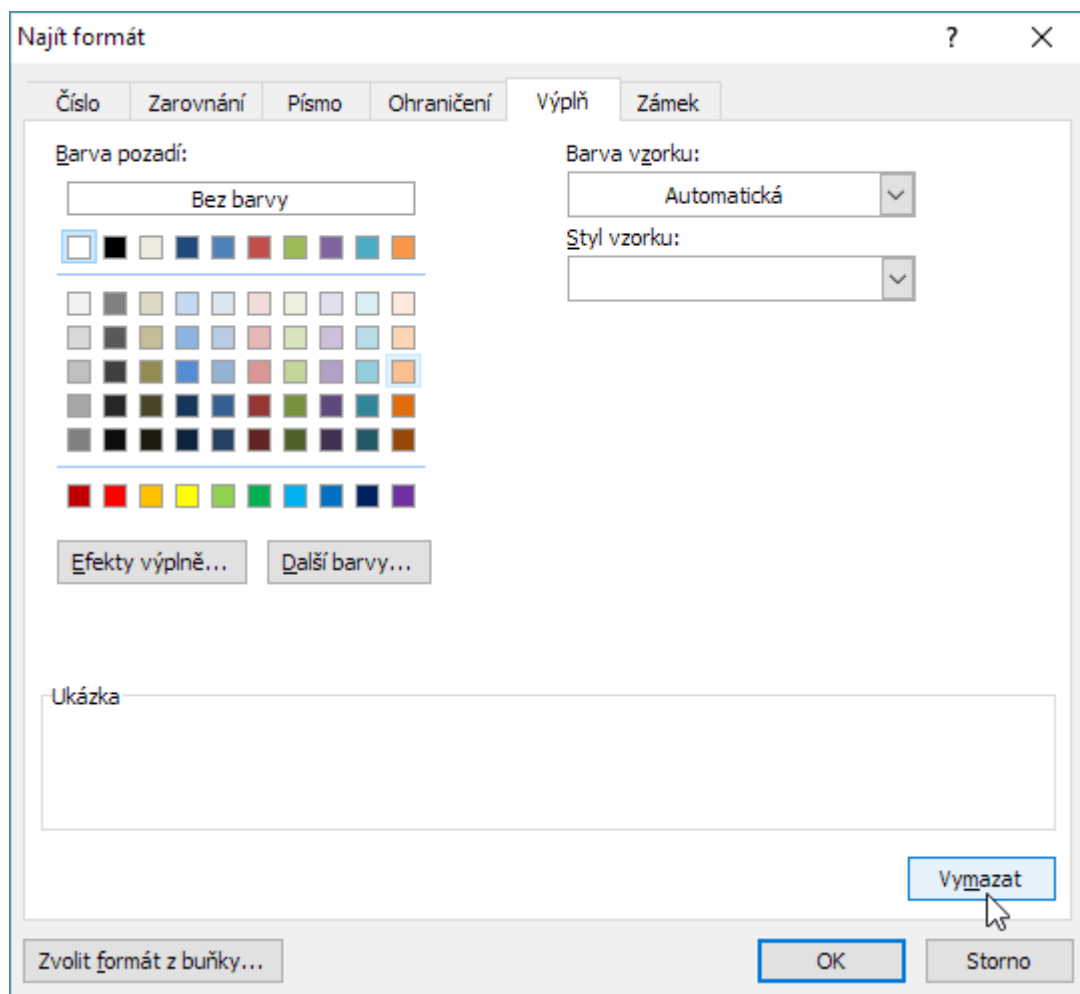 Najít formát
Číslo Zarovnání Písmo Ohraničení Výplň Zámek
Barva pozadí:
Bez barvy
Barva vzorku:
Automatická
Styl vzorku:
Efekty výplně... Další barvy...
Ukázka
Vymazat
Zvolit formát z buňky... OK Storno